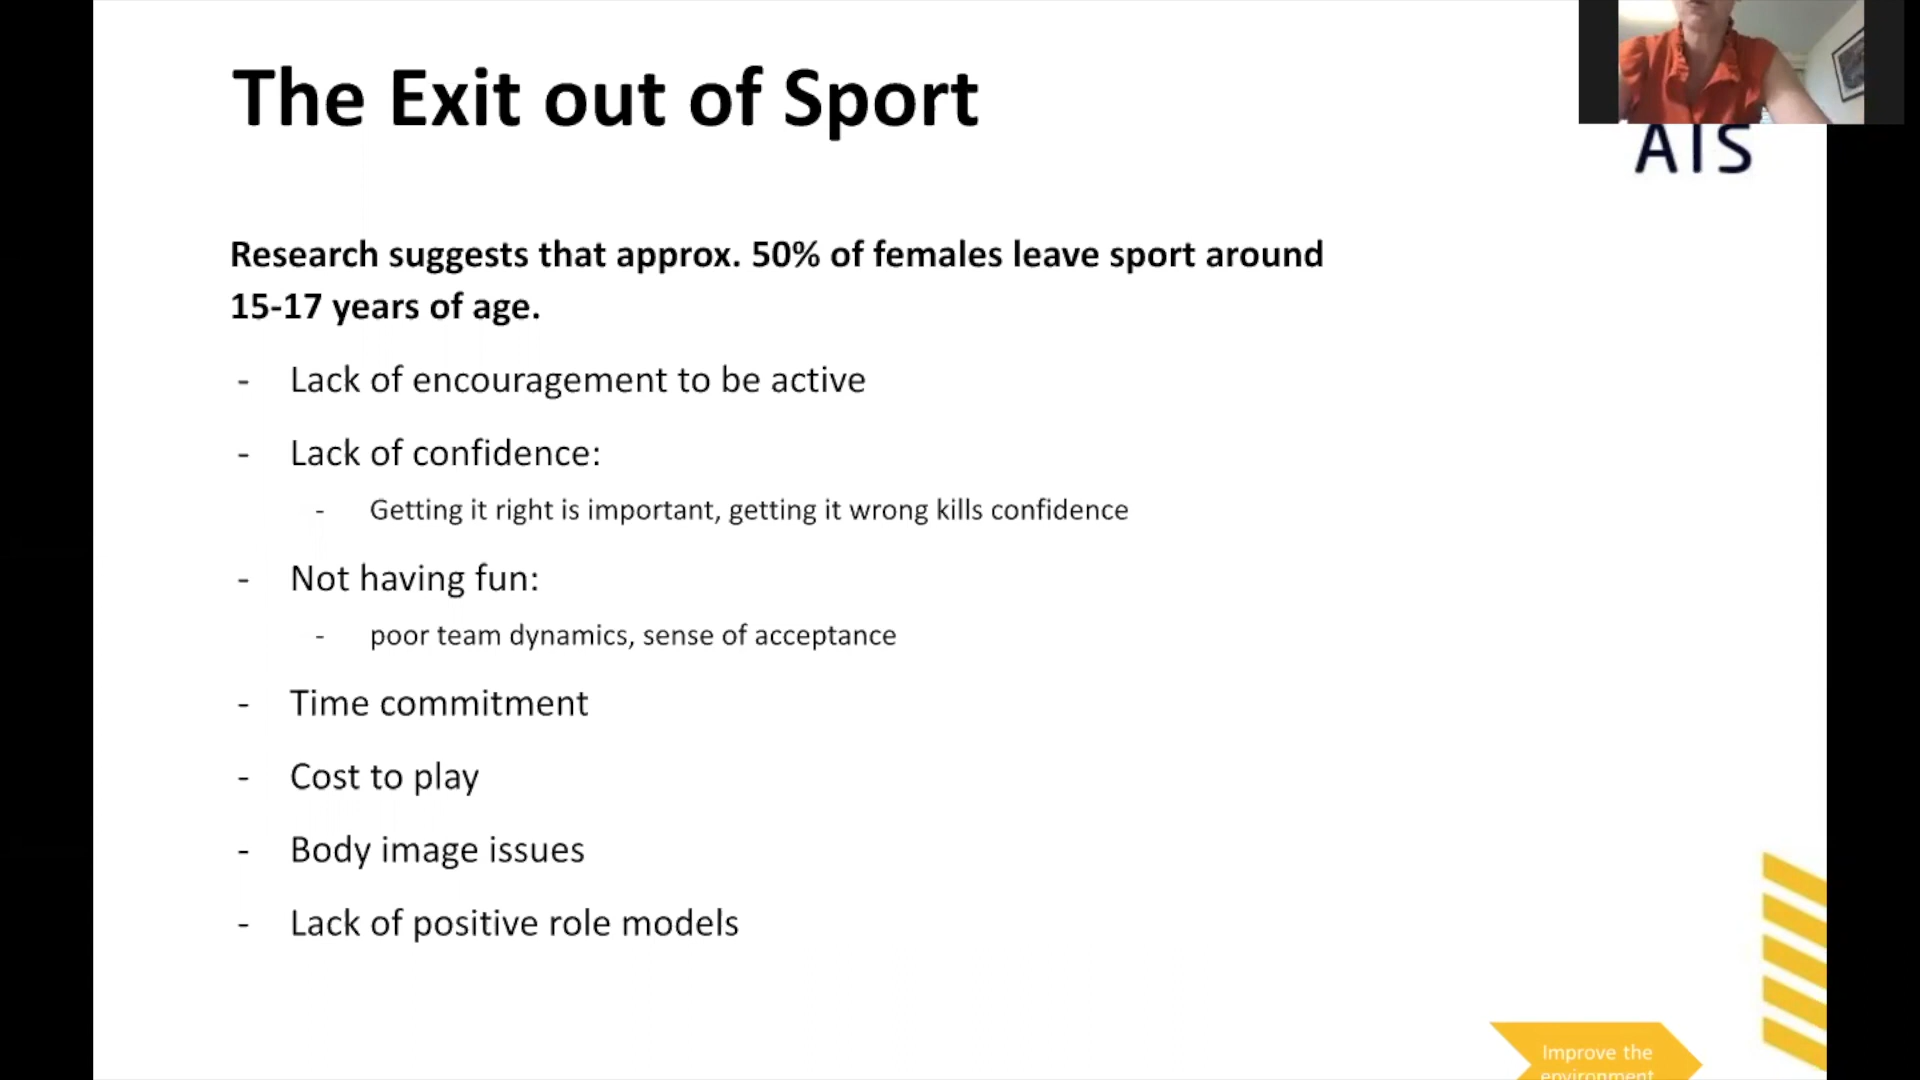 The Exit out of Sport
AIS
Research suggests that approx. 50% of females leave sport around
15-17 years of age.
- Lack of encouragement to be active
- Lack of confidence:
- Getting it right is important, getting it wrong kills confidence
- Not having fun:
- poor team dynamics, sense of acceptance
- Time commitment
- Cost to play
- Body image issues
- Lack of positive role models
Improve the
environment